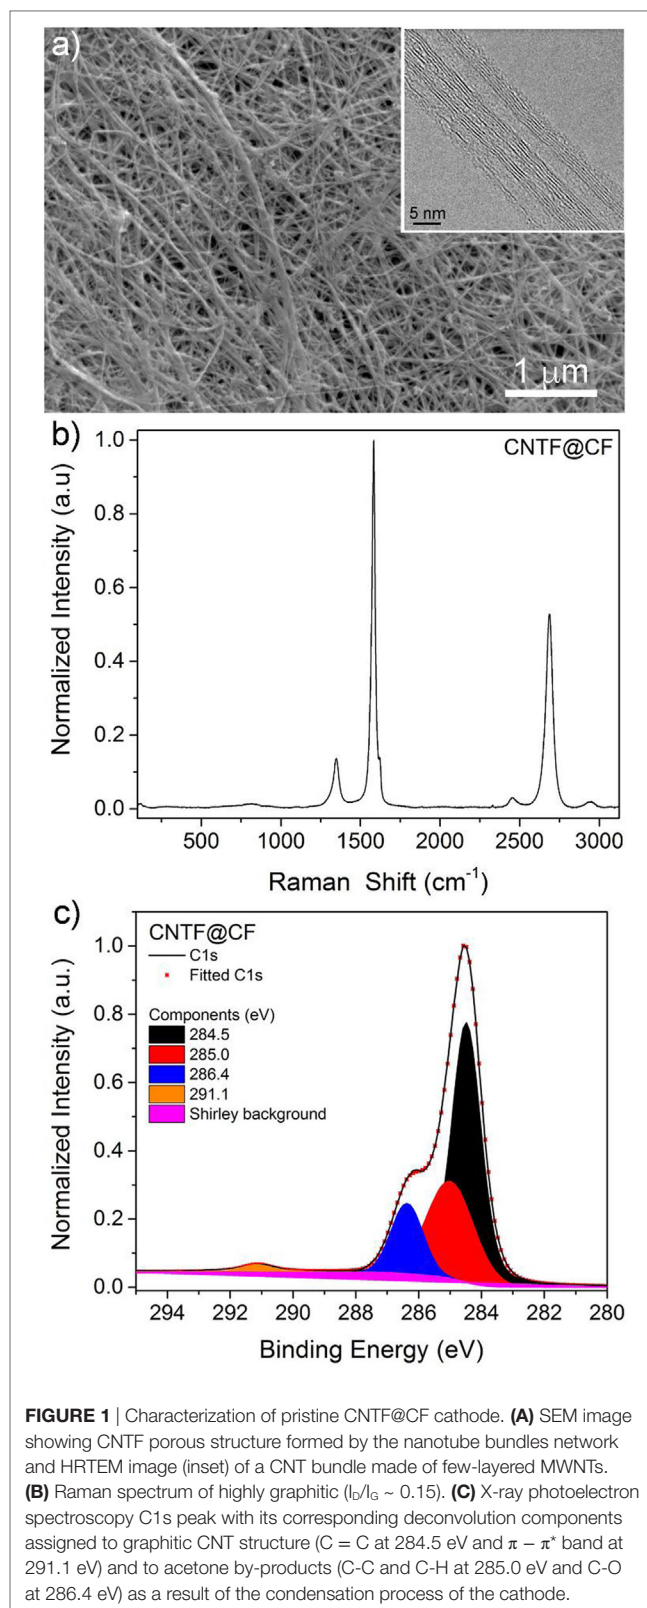 a)
5 nm
1 μm
b)
CNTF@CF
Normalized Intensity (a.u)
1.0
0.8
0.6
0.4
0.2
0.0
500 1000 1500 2000 2500 3000
Raman Shift (cm⁻¹)
c)
CNTF@CF
C1s
Fitted C1s
Components (eV)
284.5
285.0
286.4
291.1
Shirley background
Normalized Intensity (a.u.)
1.0
0.8
0.6
0.4
0.2
0.0
294 292 290 288 286 284 282 280
Binding Energy (eV)
FIGURE 1 | Characterization of pristine CNTF@CF cathode. (A) SEM image
showing CNTF porous structure formed by the nanotube bundles network
and HRTEM image (inset) of a CNT bundle made of few-layered MWNTs.
(B) Raman spectrum of highly graphitic (I_D/I_G ~ 0.15). (C) X-ray photoelectron
spectroscopy C1s peak with its corresponding deconvolution components
assigned to graphitic CNT structure (C = C at 284.5 eV and π − π* band at
291.1 eV) and to acetone by-products (C-C and C-H at 285.0 eV and C-O
at 286.4 eV) as a result of the condensation process of the cathode.